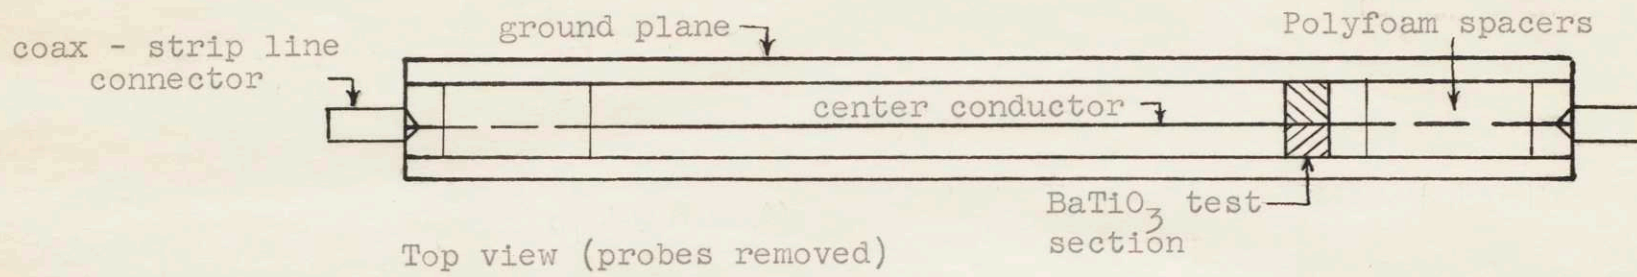 ground plane
Polyfoam spacers
coax - strip line
connector
center conductor
BaTiO3 test
section
Top view (probes removed)